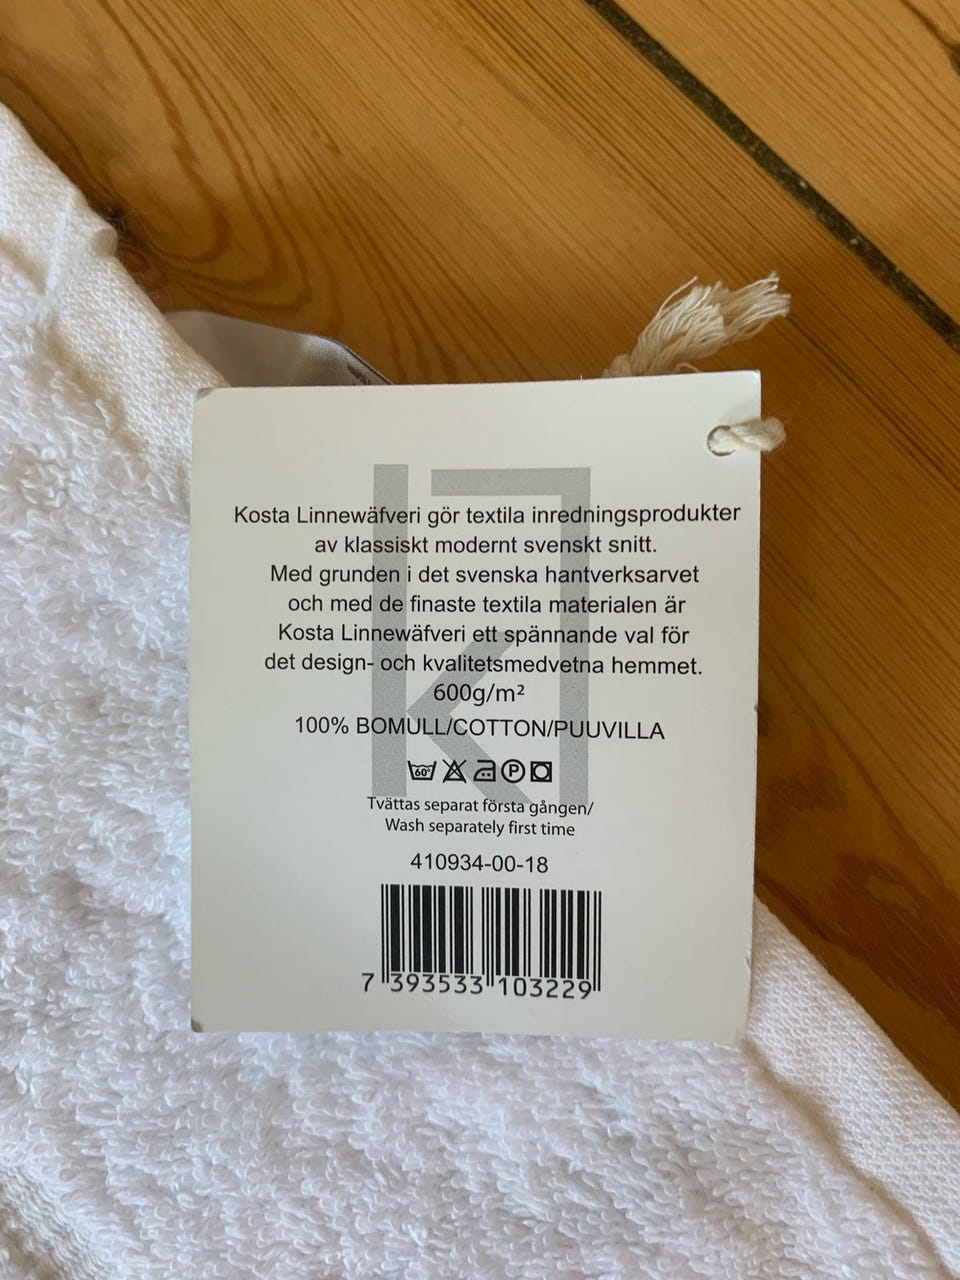 Kosta Linnewäfveri gör textila inredningsprodukter
av klassiskt modernt svenskt snitt.
Med grunden i det svenska hantverksarvet
och med de finaste textila materialen är
Kosta Linnewäfveri ett spännande val för
det design- och kvalitetsmedvetna hemmet.
600g/m²
100% BOMULL/COTTON/PUUVILLA
60° P
Tvättas separat första gången/
Wash separately first time
410934-00-18
7 393533 103229